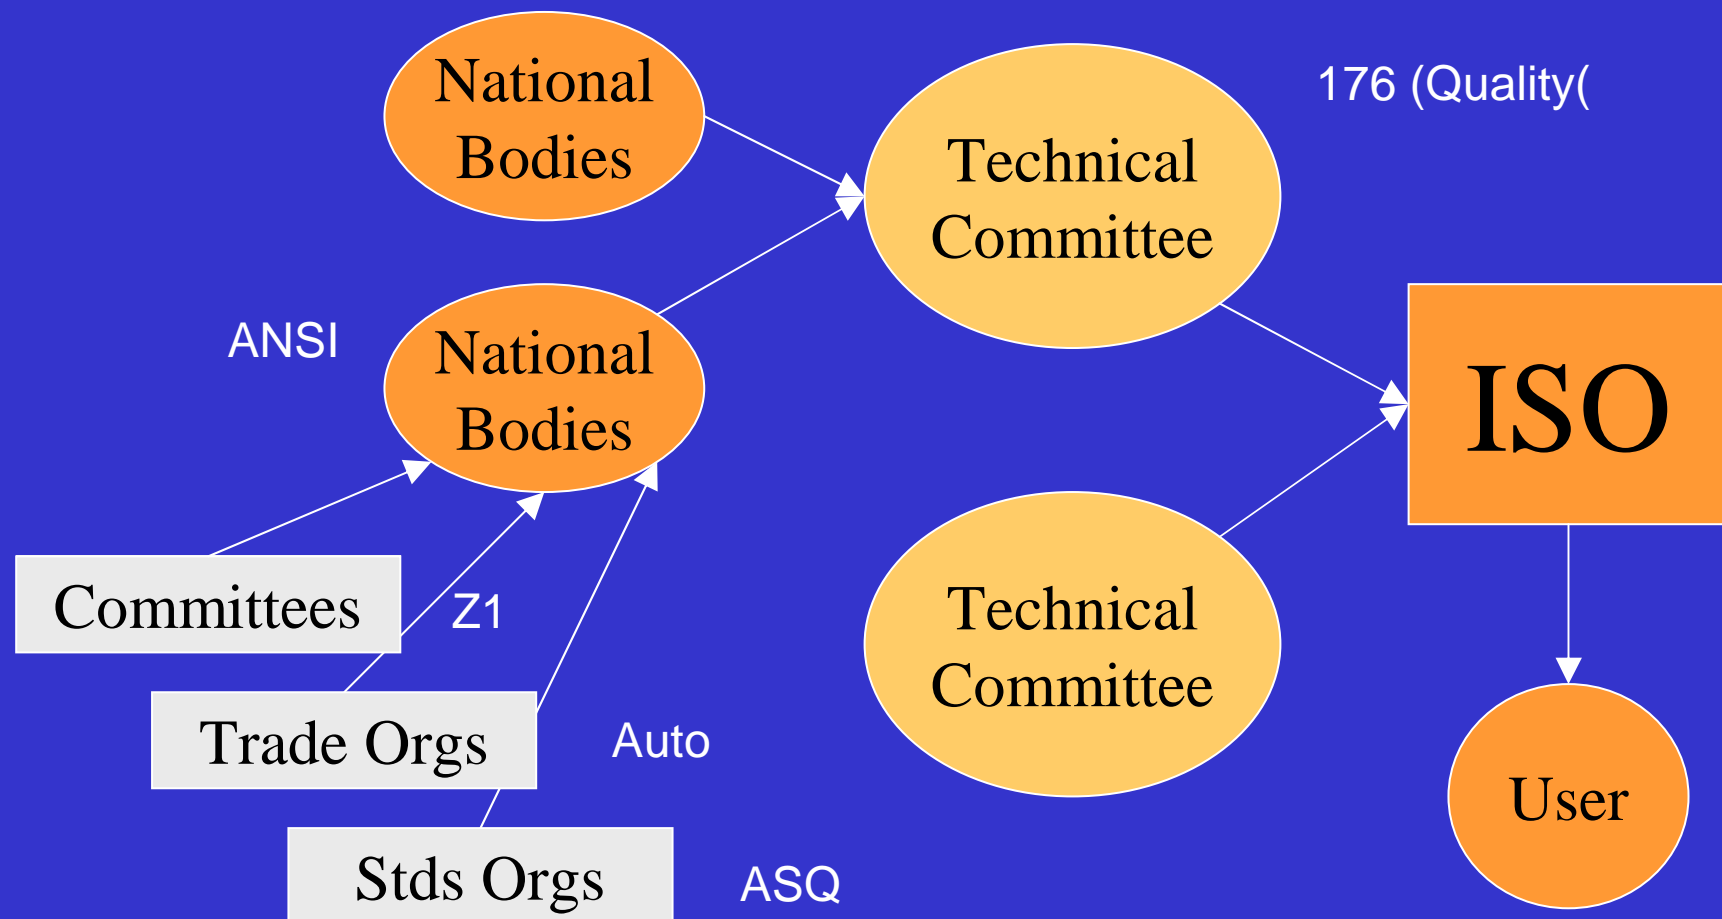 National
Bodies
Technical
Committee
176 (Quality(
ANSI
National
Bodies
ISO
Committees
Z1
Technical
Committee
Trade Orgs
Auto
User
Stds Orgs
ASQ